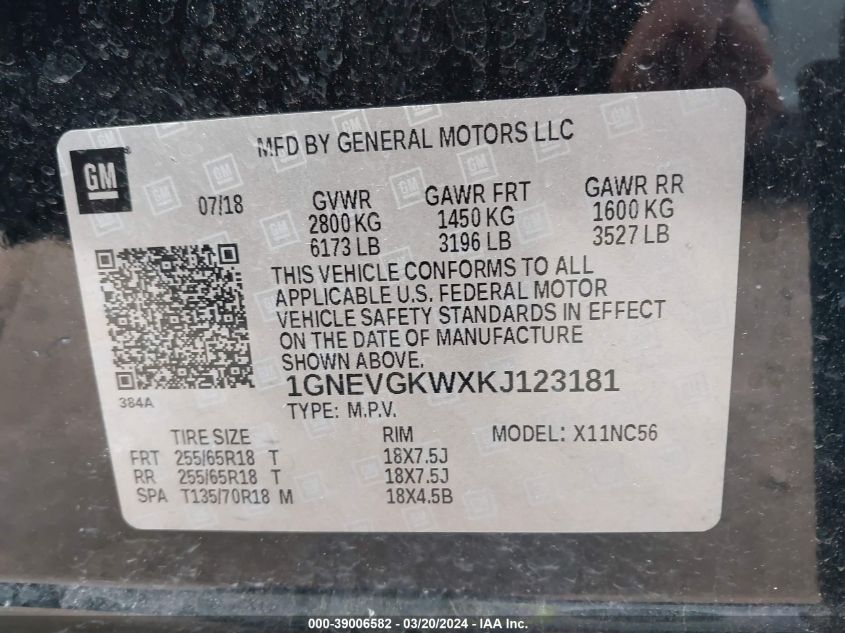 MFD BY GENERAL MOTORS LLC
GM
07/18
GVWR GAWR FRT GAWR RR
2800 KG 1450 KG 1600 KG
6173 LB 3196 LB 3527 LB
THIS VEHICLE CONFORMS TO ALL
APPLICABLE U.S. FEDERAL MOTOR
VEHICLE SAFETY STANDARDS IN EFFECT
ON THE DATE OF MANUFACTURE
SHOWN ABOVE.
384A
1GNEVGKWXKJ123181
TYPE: M.P.V.
TIRE SIZE RIM MODEL: X11NC56
FRT 255/65R18 T 18X7.5J
RR 255/65R18 T 18X7.5J
SPA T135/70R18 M 18X4.5B
000-39006582 - 03/20/2024 - IAA Inc.